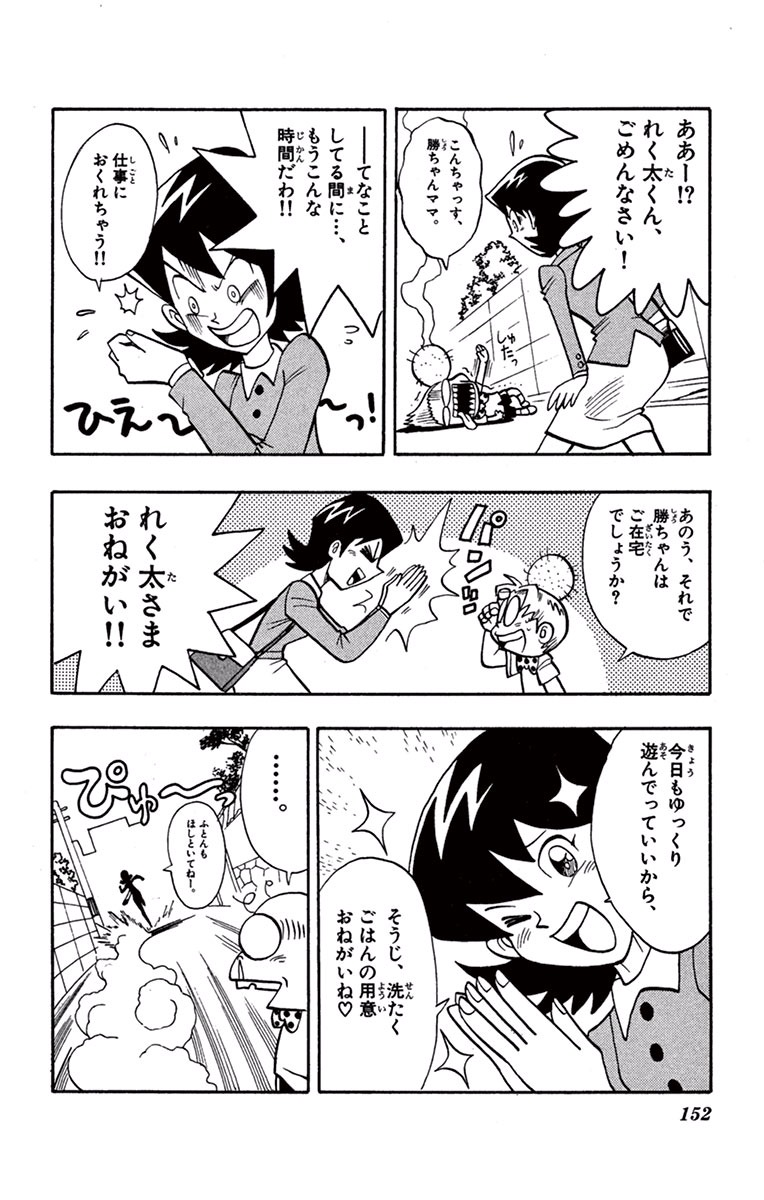 ああー!?
れく太くん、
ごめんなさい!
こんちゃっす、
勝ちゃんママ。
しゅたっ
――てなこと
してる間に…、
もうこんな
時間だわ!!
仕事に
おくれちゃう!!
ひえ〜〜っ!
あのう、それで
勝ちゃんは
ご在宅
でしょうか?
パンッ!!
れく太さま
おねがい!!
今日もゆっくり
遊んでっていいから、
そうじ、洗たく
ごはんの用意
おねがいね♡
……。
ふとんも
ほしといてねー。
ぴゅ〜っ
152